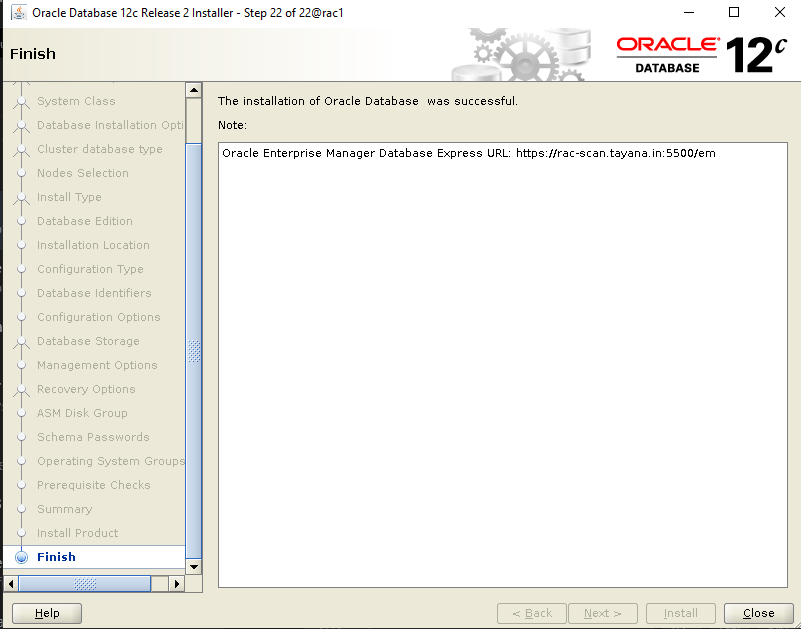 Oracle Database 12c Release 2 Installer - Step 22 of 22@rac1
Finish
ORACLE
DATABASE
12c
System Class
Database Installation Opti
Cluster database type
Nodes Selection
Install Type
Database Edition
Installation Location
Configuration Type
Database Identifiers
Configuration Options
Database Storage
Management Options
Recovery Options
ASM Disk Group
Schema Passwords
Operating System Groups
Prerequisite Checks
Summary
Install Product
Finish
The installation of Oracle Database  was successful.
Note:
Oracle Enterprise Manager Database Express URL: https://rac-scan.tayana.in:5500/em
Help
< Back
Next >
Install
Close